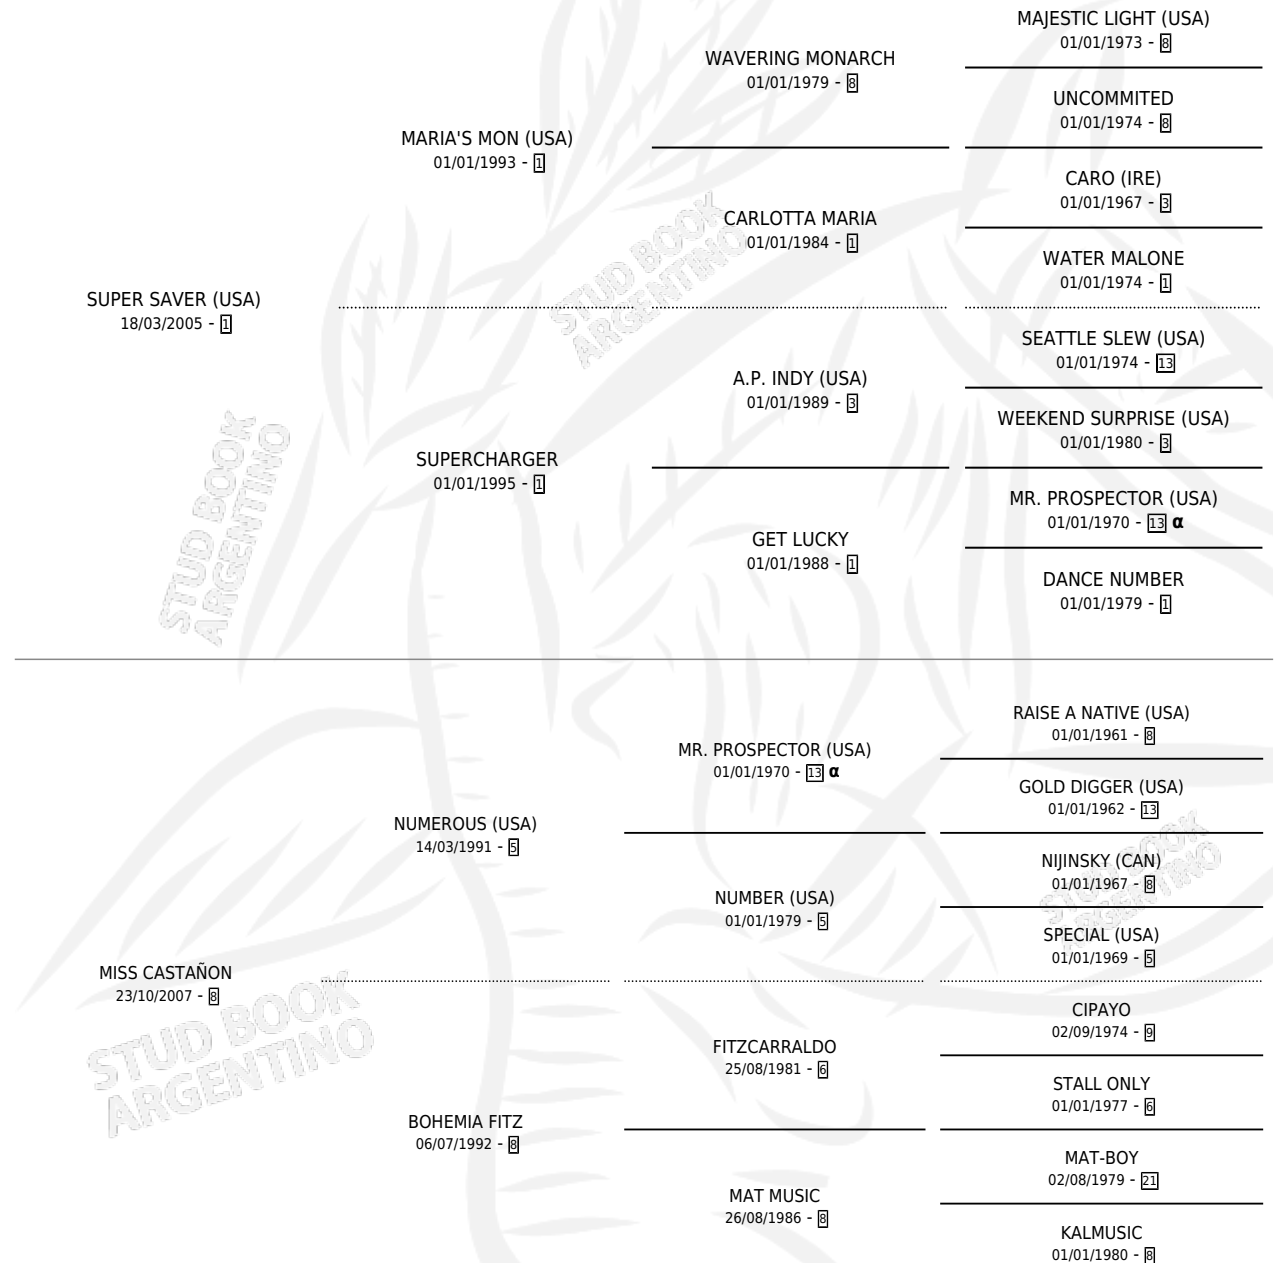 MAJESTIC LIGHT (USA)
01/01/1973 - 8
WAVERING MONARCH
01/01/1979 - 8
UNCOMMITED
01/01/1974 - 8
MARIA'S MON (USA)
01/01/1993 - 1
CARO (IRE)
01/01/1967 - 3
CARLOTTA MARIA
01/01/1984 - 1
WATER MALONE
01/01/1974 - 1
STUD BOOK
ARGENTINO
SUPER SAVER (USA)
18/03/2005 - 1
SEATTLE SLEW (USA)
01/01/1974 - 13
A.P. INDY (USA)
01/01/1989 - 3
WEEKEND SURPRISE (USA)
01/01/1980 - 3
SUPERCHARGER
01/01/1995 - 1
MR. PROSPECTOR (USA)
01/01/1970 - 13 α
GET LUCKY
01/01/1988 - 1
DANCE NUMBER
01/01/1979 - 1
STUD BOOK
ARGENTINO
RAISE A NATIVE (USA)
01/01/1961 - 8
MR. PROSPECTOR (USA)
01/01/1970 - 13 α
GOLD DIGGER (USA)
01/01/1962 - 13
NUMEROUS (USA)
14/03/1991 - 5
NIJINSKY (CAN)
01/01/1967 - 8
NUMBER (USA)
01/01/1979 - 5
SPECIAL (USA)
01/01/1969 - 5
STUD BOOK
ARGENTINO
MISS CASTAÑON
23/10/2007 - 8
CIPAYO
02/09/1974 - 9
FITZCARRALDO
25/08/1981 - 6
STALL ONLY
01/01/1977 - 6
STUD BOOK
ARGENTINO
BOHEMIA FITZ
06/07/1992 - 8
MAT-BOY
02/08/1979 - 21
MAT MUSIC
26/08/1986 - 8
KALMUSIC
01/01/1980 - 8